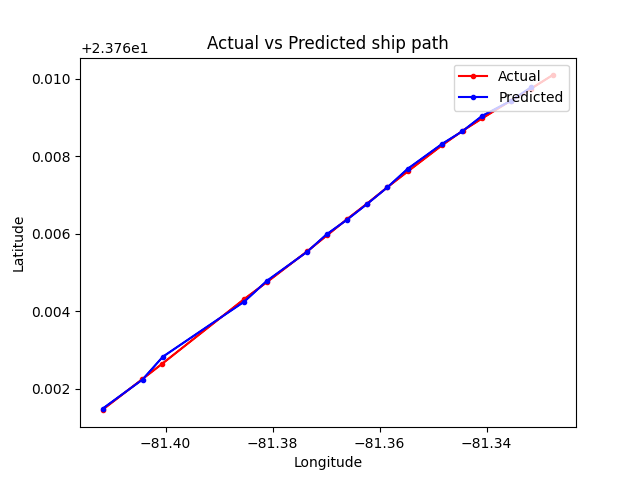 Actual vs Predicted ship path
+2.376e1
Actual
Predicted
0.010
0.008
0.006
0.004
0.002
Latitude
−81.40
−81.38
−81.36
−81.34
Longitude